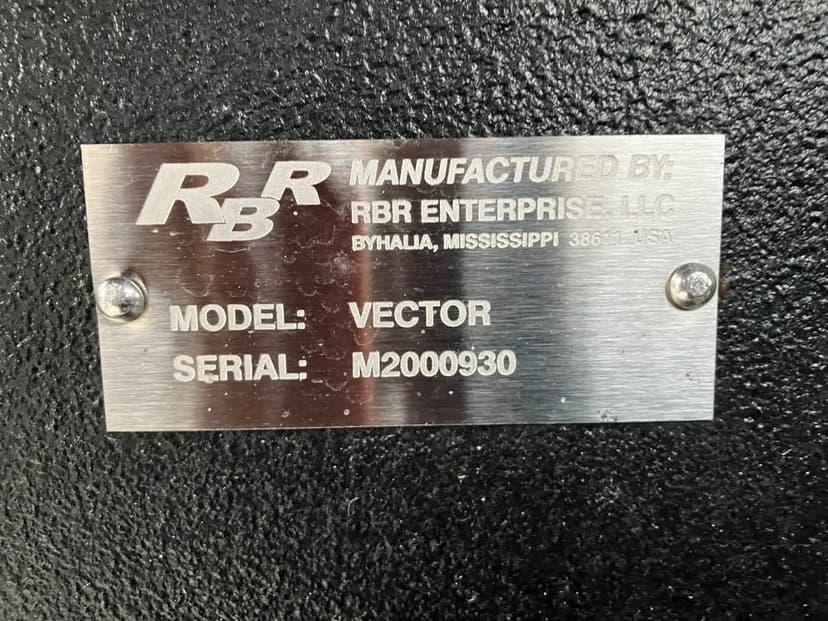 RBR
MANUFACTURED BY:
RBR ENTERPRISE, LLC
BYHALIA, MISSISSIPPI 38611 USA
MODEL: VECTOR
SERIAL: M2000930